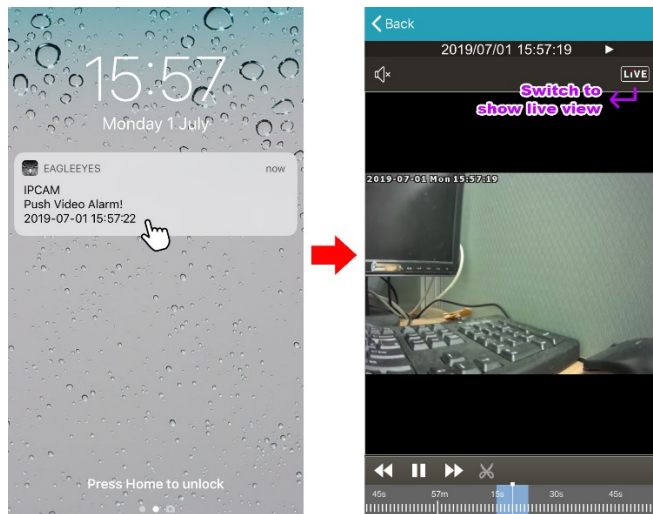 15:57
Monday 1 July
EAGLEEYES now
IPCAM
Push Video Alarm!
2019-07-01 15:57:22
Press Home to unlock
Back
2019/07/01 15:57:19
LIVE
Switch to
show live view
2019-07-01 Mon 15:57:19
45s 57m 15s 30s 45s